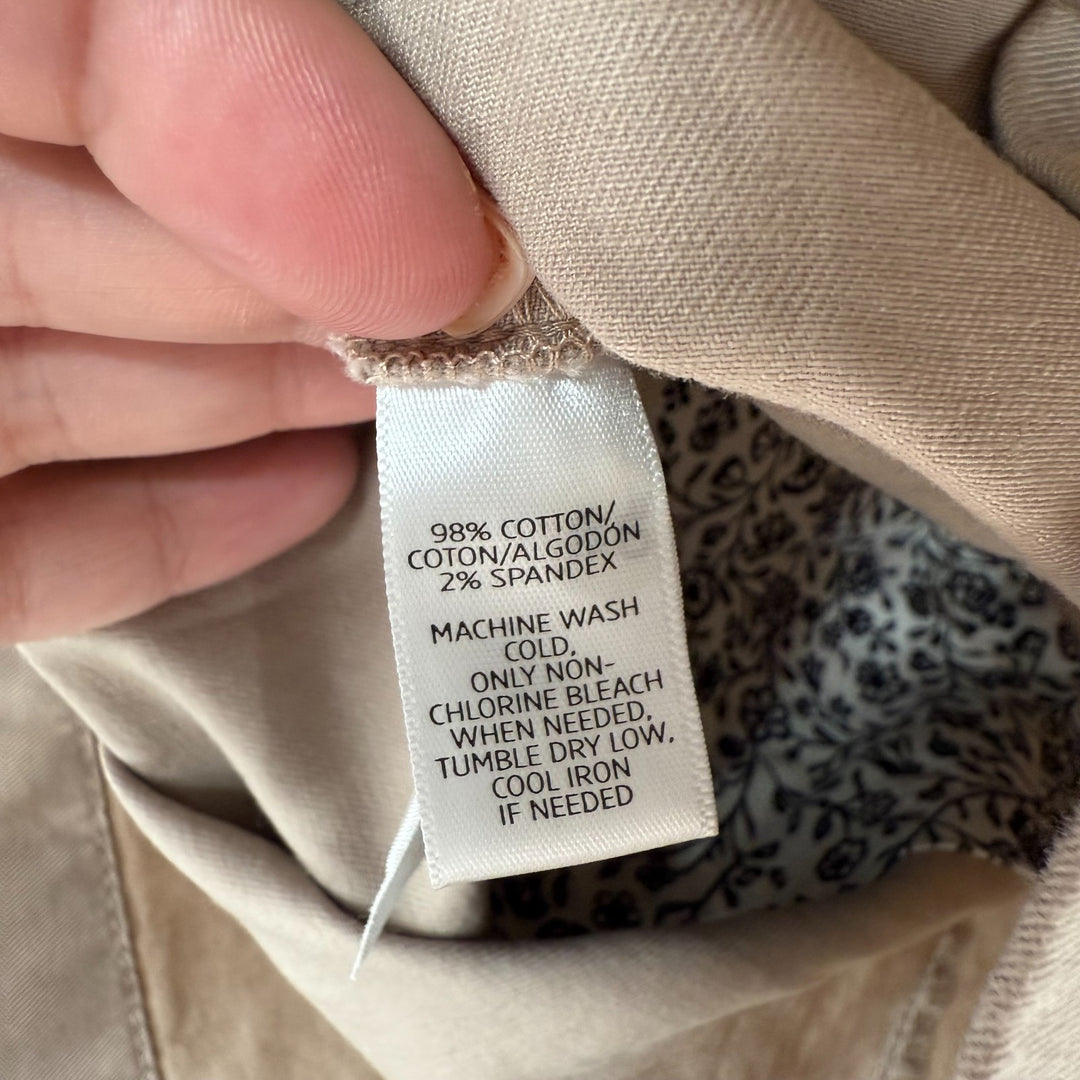 98% COTTON/
COTON/ALGODÓN
2% SPANDEX
MACHINE WASH
COLD,
ONLY NON-
CHLORINE BLEACH
WHEN NEEDED,
TUMBLE DRY LOW,
COOL IRON
IF NEEDED